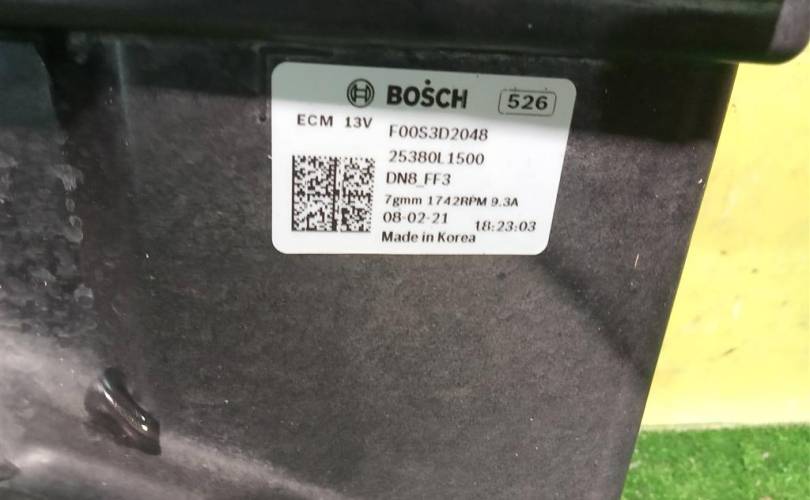 BOSCH 526
ECM 13V
F00S3D2048
25380L1500
DN8_FF3
7gmm 1742RPM 9.3A
08-02-21 18:23:03
Made in Korea